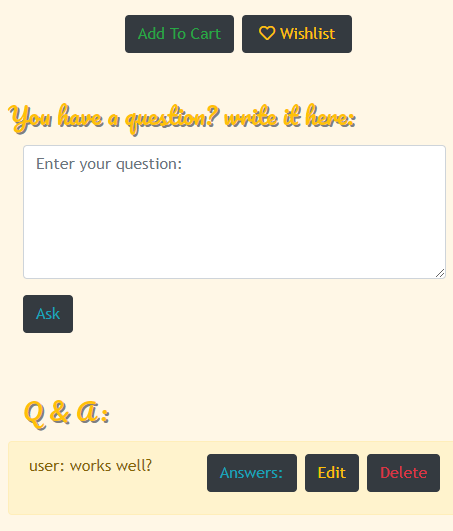 Add To Cart Wishlist
You have a question? write it here:
Enter your question:
Ask
Q & A:
user: works well? Answers: Edit Delete